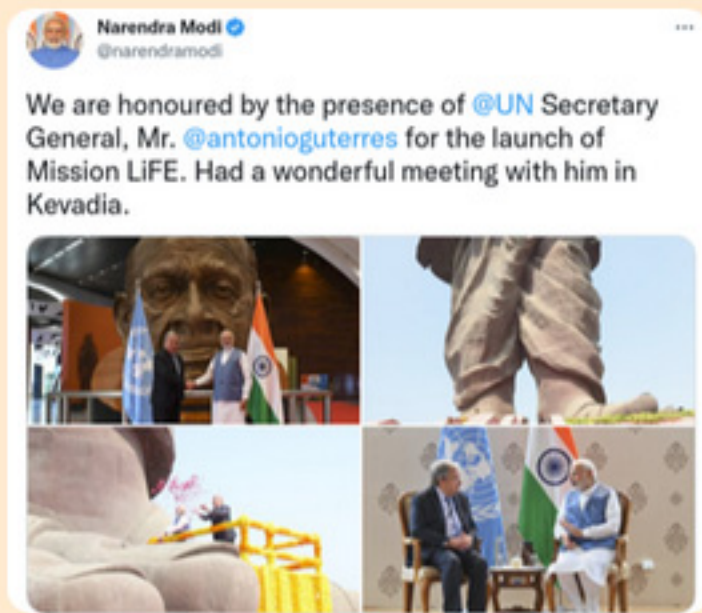 Narendra Modi
@narendramodi
We are honoured by the presence of @UN Secretary
General, Mr. @antonioguterres for the launch of
Mission LiFE. Had a wonderful meeting with him in
Kevadia.